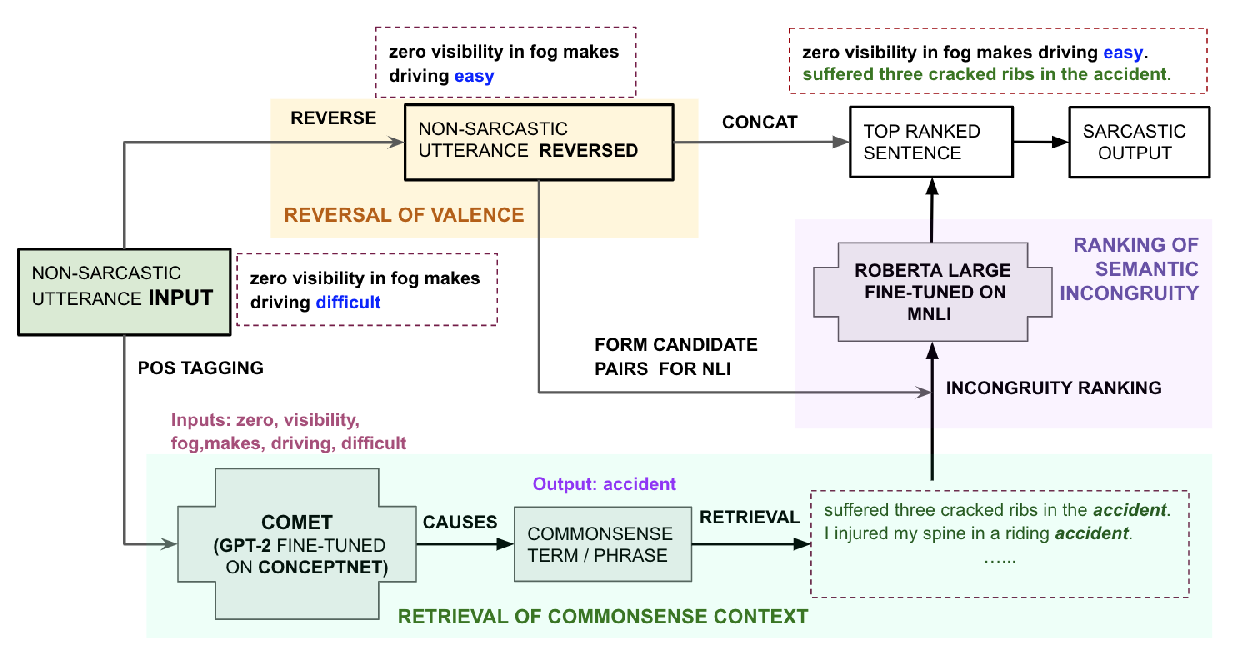 zero visibility in fog makes
driving easy
zero visibility in fog makes driving easy.
suffered three cracked ribs in the accident.
REVERSE
NON-SARCASTIC
UTTERANCE REVERSED
CONCAT
TOP RANKED
SENTENCE
SARCASTIC
OUTPUT
REVERSAL OF VALENCE
NON-SARCASTIC
UTTERANCE INPUT
zero visibility in fog makes
driving difficult
RANKING OF
SEMANTIC
INCONGRUITY
ROBERTA LARGE
FINE-TUNED ON
MNLI
POS TAGGING
FORM CANDIDATE
PAIRS FOR NLI
INCONGRUITY RANKING
Inputs: zero, visibility,
fog,makes, driving, difficult
COMET
(GPT-2 FINE-TUNED
ON CONCEPTNET)
CAUSES
Output: accident
COMMONSENSE
TERM / PHRASE
RETRIEVAL
suffered three cracked ribs in the accident.
I injured my spine in a riding accident.
…...
RETRIEVAL OF COMMONSENSE CONTEXT